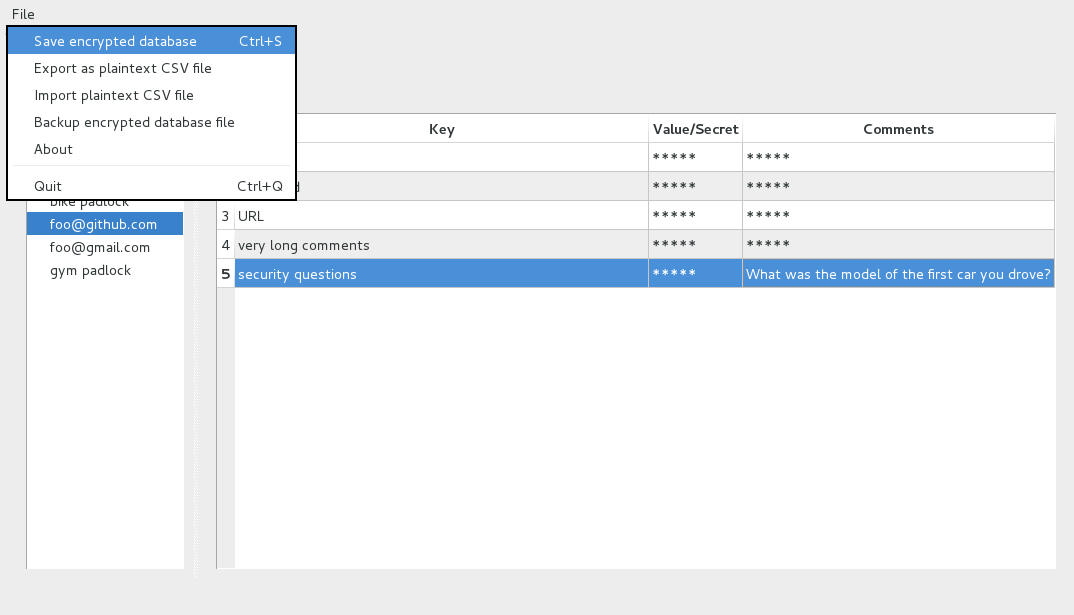 File
Save encrypted database Ctrl+S
Export as plaintext CSV file
Import plaintext CSV file
Backup encrypted database file
About
Quit Ctrl+Q
bike padlock
foo@github.com
foo@gmail.com
gym padlock
Key Value/Secret Comments
***** *****
***** *****
3 URL ***** *****
4 very long comments ***** *****
5 security questions ***** What was the model of the first car you drove?